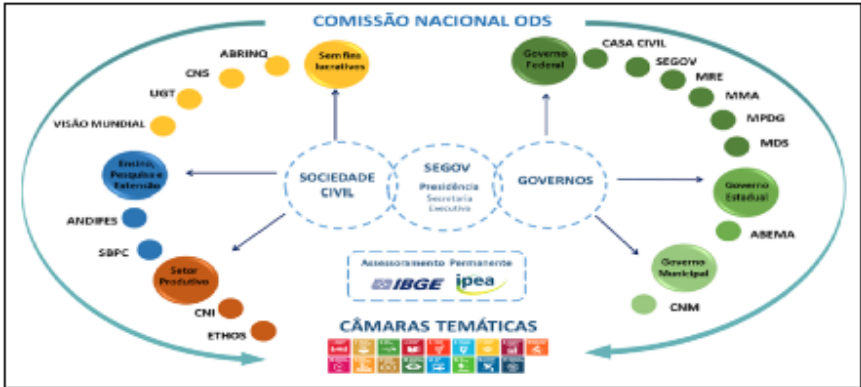 COMISSÃO NACIONAL ODS
ABRINQ
CNS
UGT
VISÃO MUNDIAL
Sem fins
lucrativos
Ensino,
Pesquisa e
Extensão
ANDIFES
SBPC
Setor
Produtivo
CNI
ETHOS
SOCIEDADE
CIVIL
SEGOV
Presidência
Secretaria
Executiva
GOVERNOS
Governo
Federal
CASA CIVIL
SEGOV
MRE
MMA
MPDG
MDS
Governo
Estadual
ABEMA
Governo
Municipal
CNM
Assessoramento Permanente
IBGE
ipea
CÂMARAS TEMÁTICAS